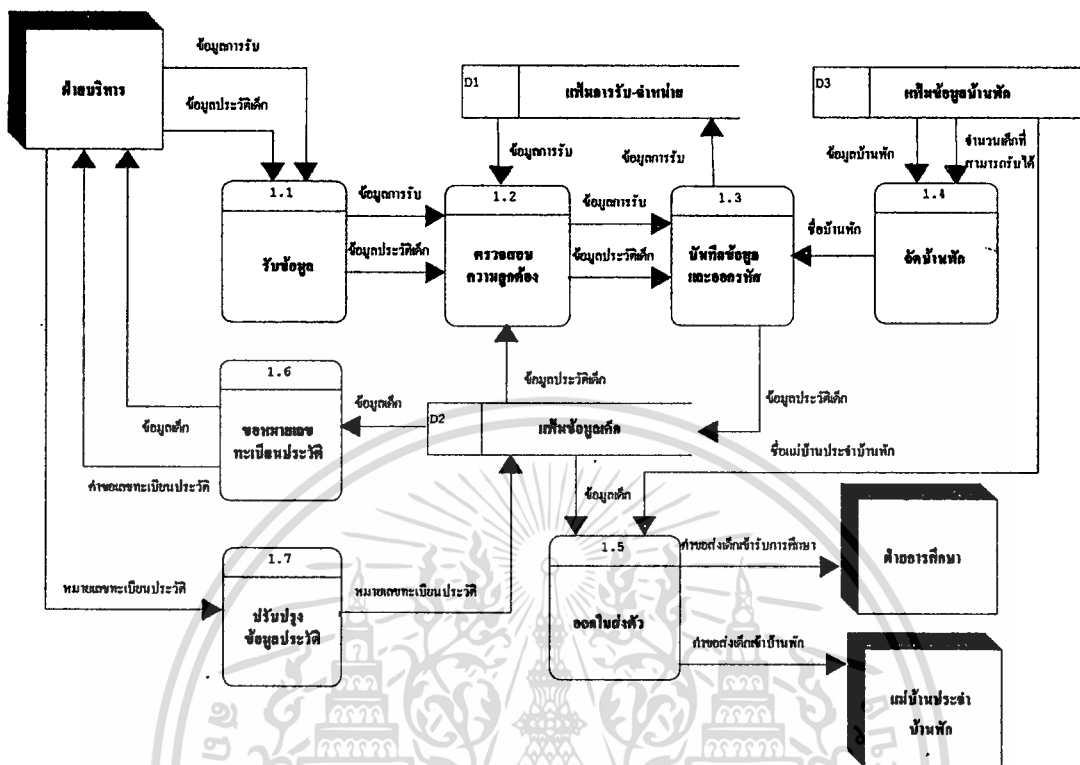 ฝ่ายบริหาร
ข้อมูลการรับ
ข้อมูลประวัติเด็ก
D1
แฟ้มการรับ-จำหน่าย
D3
แฟ้มข้อมูลบ้านพัก
ข้อมูลการรับ
ข้อมูลการรับ
ข้อมูลบ้านพัก
จำนวนเด็กที่
สามารถรับได้
1.1
รับข้อมูล
ข้อมูลการรับ
ข้อมูลประวัติเด็ก
1.2
ตรวจสอบ
ความถูกต้อง
ข้อมูลการรับ
ข้อมูลประวัติเด็ก
1.3
บันทึกข้อมูล
และออกรหัส
ชื่อบ้านพัก
1.4
จัดบ้านพัก
1.6
ขอหมายเลข
ทะเบียนประวัติ
ข้อมูลเด็ก
คำขอเลขทะเบียนประวัติ
ข้อมูลเด็ก
ข้อมูลประวัติเด็ก
D2
แฟ้มข้อมูลเด็ก
ข้อมูลประวัติเด็ก
ชื่อแม่บ้านประจำบ้านพัก
ข้อมูลเด็ก
หมายเลขทะเบียนประวัติ
1.7
ปรับปรุง
ข้อมูลประวัติ
หมายเลขทะเบียนประวัติ
1.5
ออกใบส่งตัว
คำขอส่งเด็กเข้ารับการศึกษา
ฝ่ายการศึกษา
คำขอส่งเด็กเข้าบ้านพัก
แม่บ้านประจำ
บ้านพัก